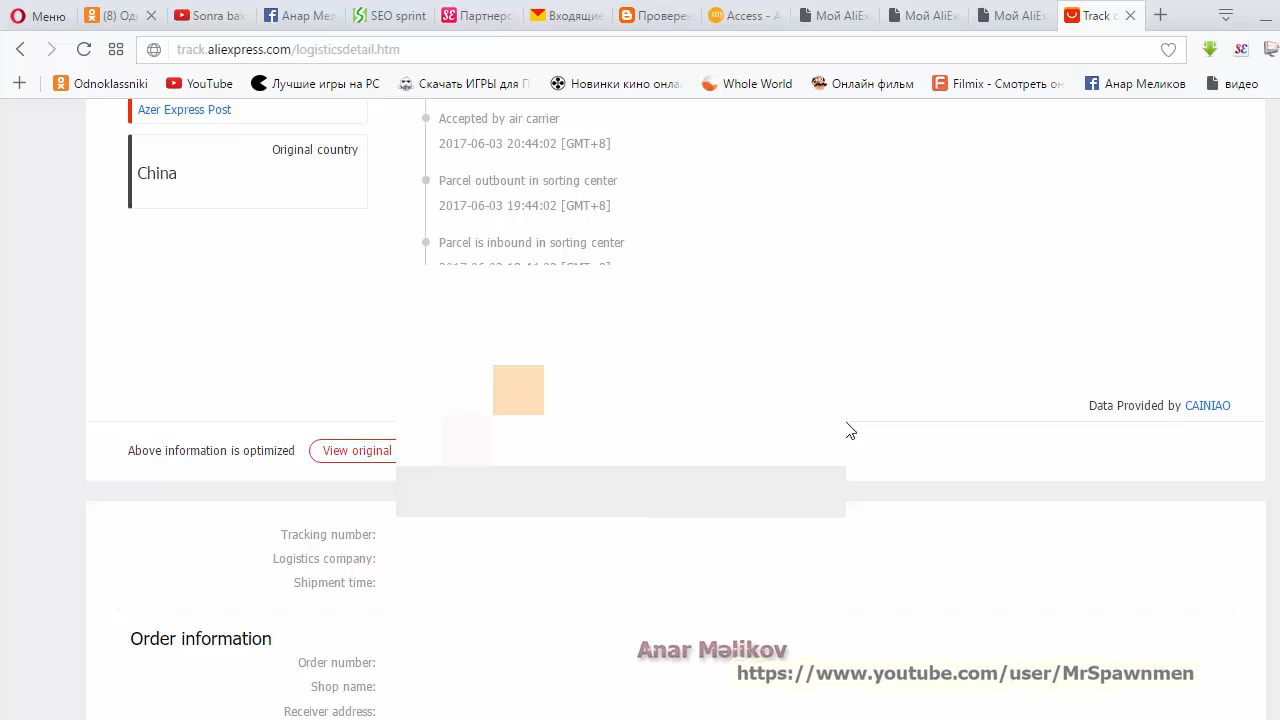 Меню
(8) Од
Sonra bax
Анар Мел
SEO sprint
Партнерс
Входящие
Проверен
Access - A
Мой AliEx
Мой AliEx
Мой AliEx
Track
track.aliexpress.com/logisticsdetail.htm
Odnoklassniki
YouTube
Лучшие игры на PC
Скачать ИГРЫ для П
Новинки кино онла
Whole World
Онлайн фильм
Filmix - Смотреть он
Анар Меликов
видео
Azer Express Post
Accepted by air carrier
2017-06-03 20:44:02 [GMT+8]
Original country
China
Parcel outbount in sorting center
2017-06-03 19:44:02 [GMT+8]
Parcel is inbound in sorting center
Data Provided by CAINIAO
Above information is optimized
View original
Tracking number:
Logistics company:
Shipment time:
Order information
Order number:
Shop name:
Receiver address:
Anar Məlikov
https://www.youtube.com/user/MrSpawnmen